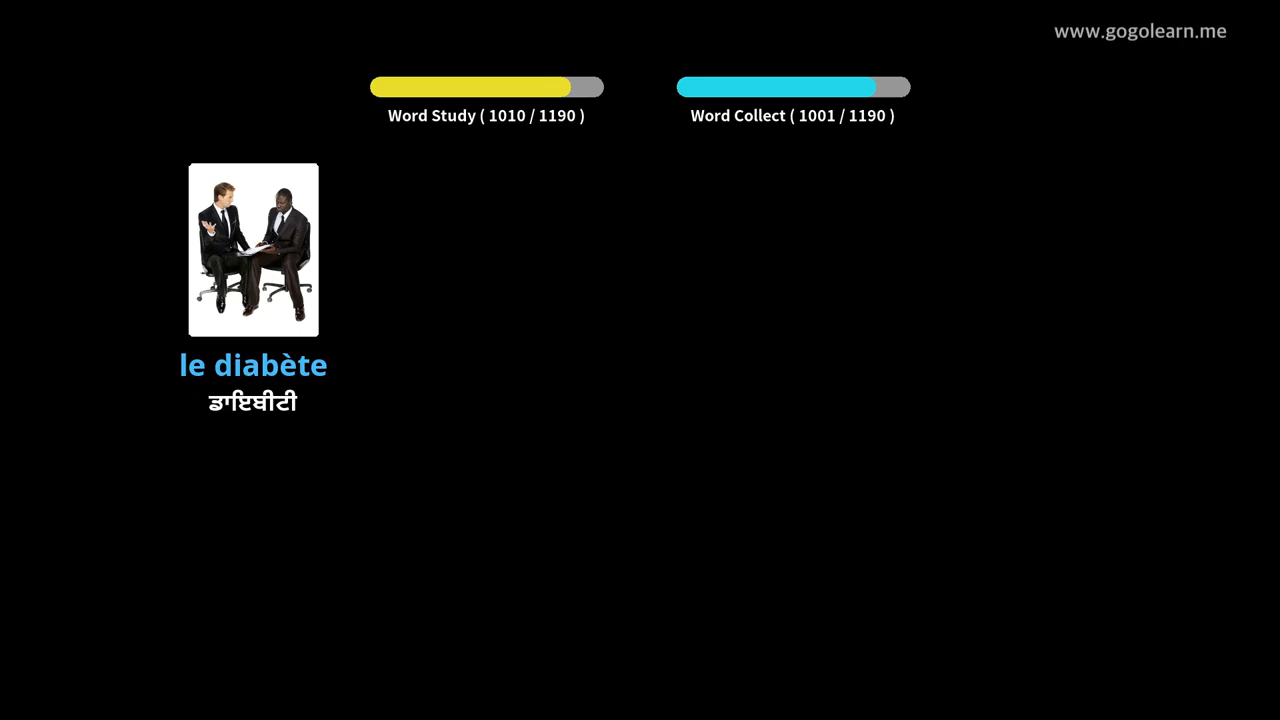 www.gogolearn.me
Word Study ( 1010 / 1190 )
Word Collect ( 1001 / 1190 )
le diabète
ਡਾਇਬੀਟੀ